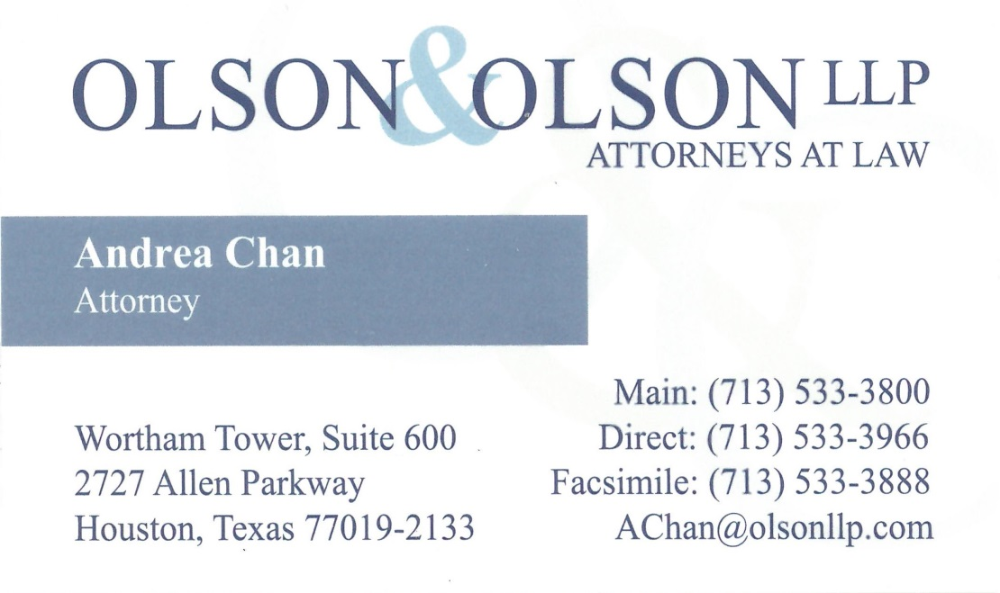 OLSON & OLSON LLP
ATTORNEYS AT LAW
Andrea Chan
Attorney
Wortham Tower, Suite 600
2727 Allen Parkway
Houston, Texas 77019-2133
Main: (713) 533-3800
Direct: (713) 533-3966
Facsimile: (713) 533-3888
AChan@olsonllp.com